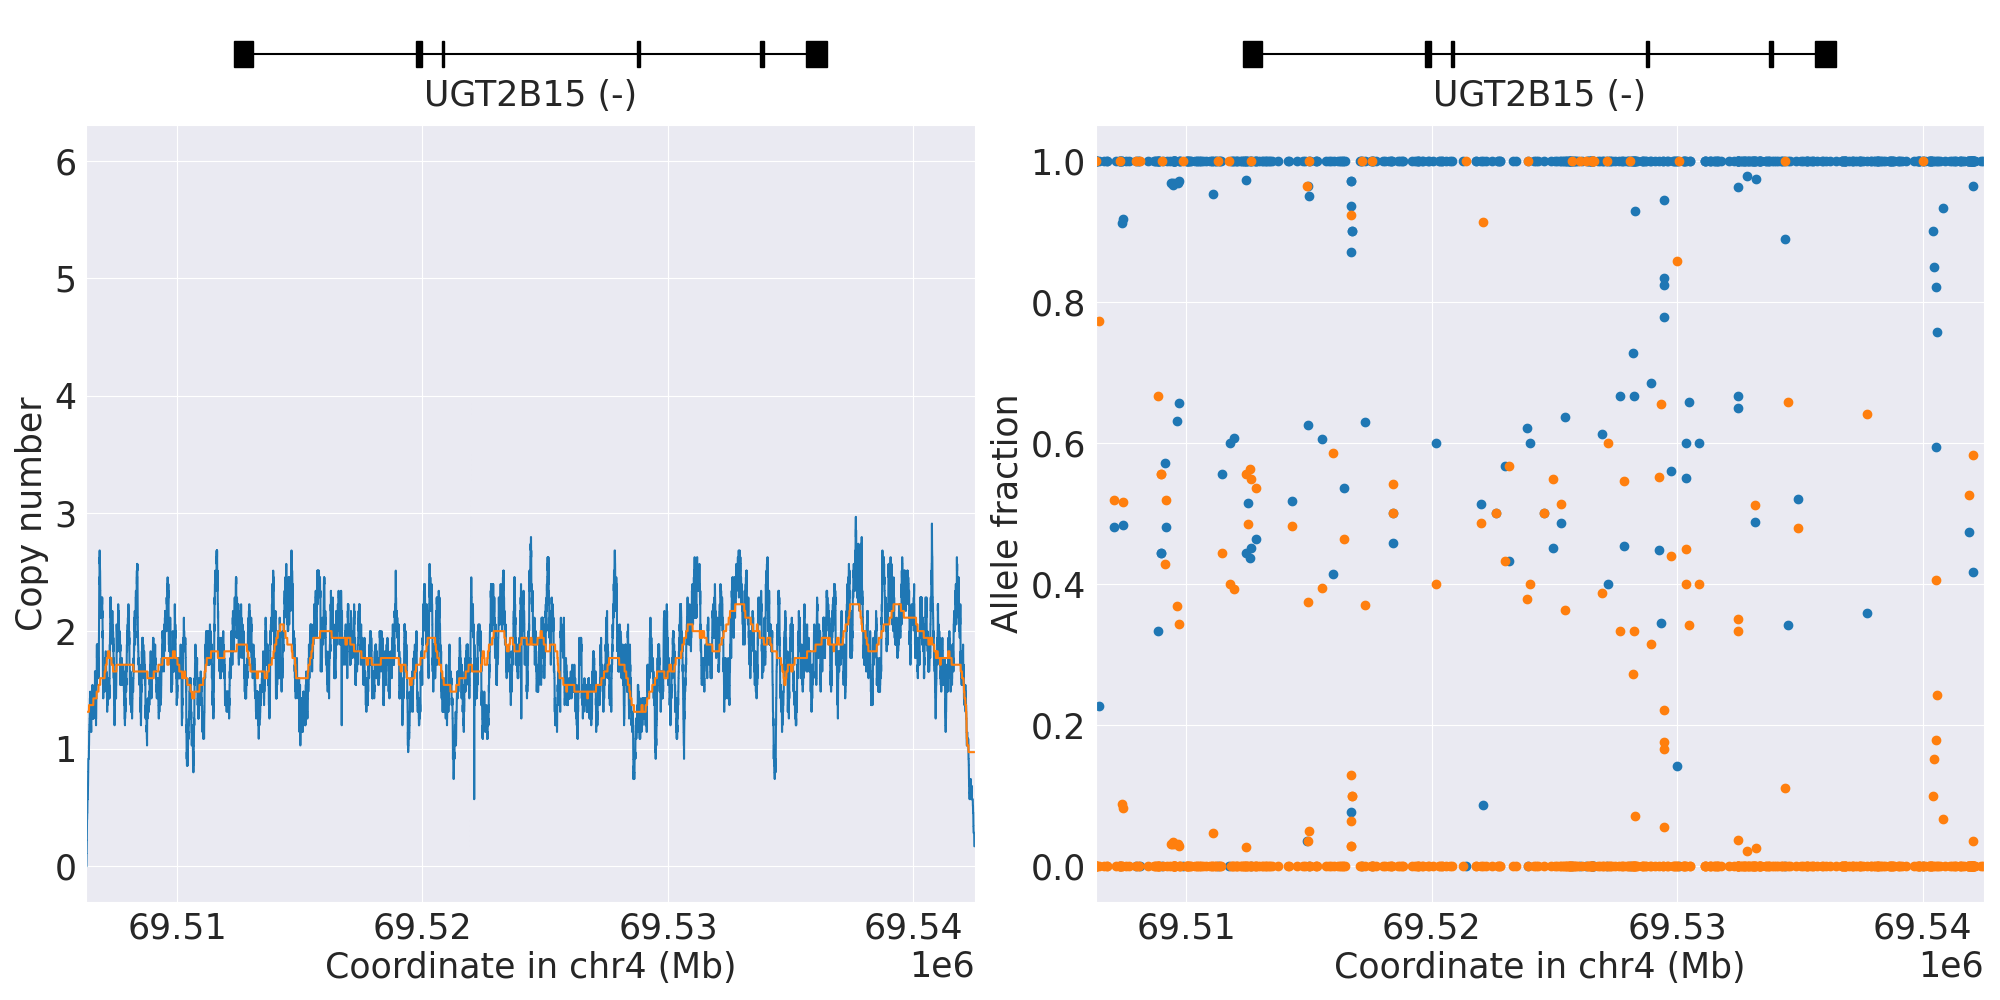 UGT2B15 (-)
6
5
4
3
2
1
0
Copy number
69.51 69.52 69.53 69.54
Coordinate in chr4 (Mb) 1e6
UGT2B15 (-)
1.0
0.8
0.6
0.4
0.2
0.0
Allele fraction
69.51 69.52 69.53 69.54
Coordinate in chr4 (Mb) 1e6